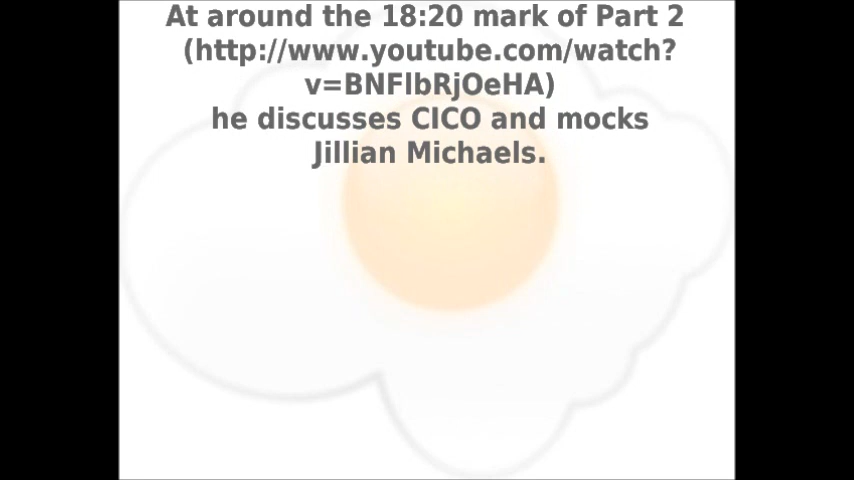 At around the 18:20 mark of Part 2
(http://www.youtube.com/watch?
v=BNFlbRjOeHA)
he discusses CICO and mocks
Jillian Michaels.